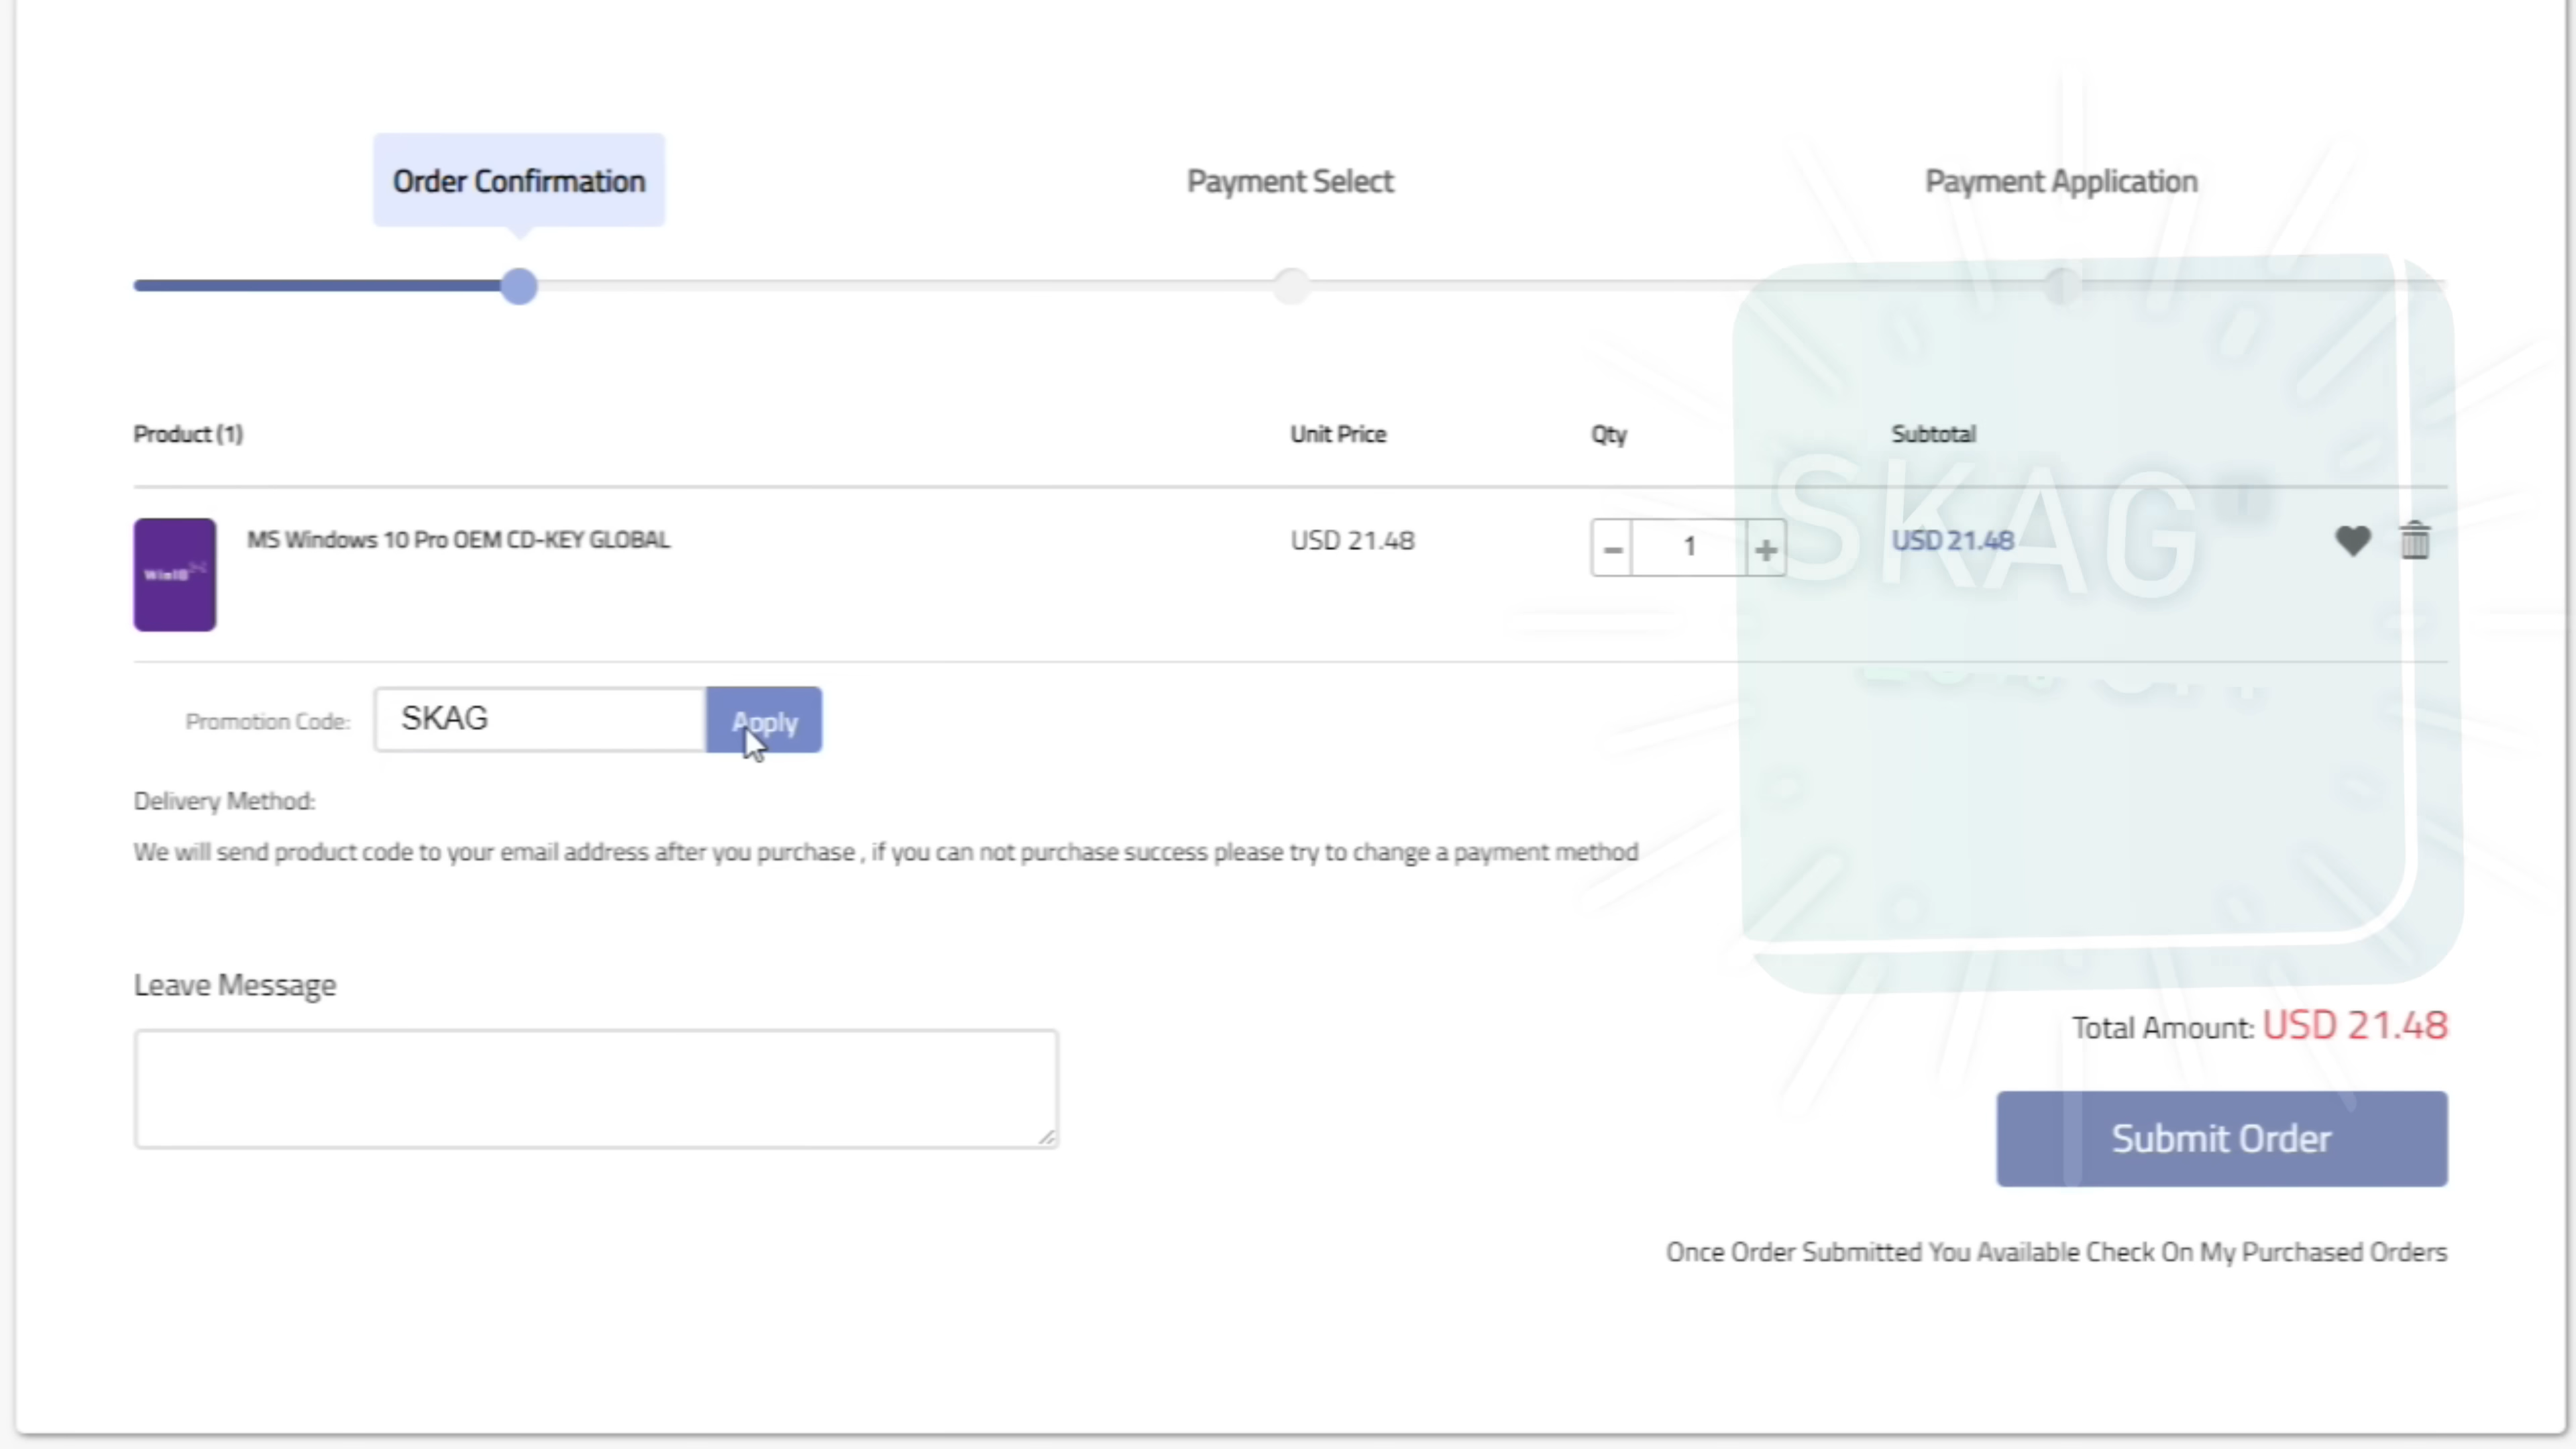 Order Confirmation
Payment Select
Payment Application
Product (1)
Unit Price
Qty
Subtotal
Win10
MS Windows 10 Pro OEM CD-KEY GLOBAL
USD 21.48
1
USD 21.48
SKAG"
Promotion Code:
SKAG
Apply
Delivery Method:
We will send product code to your email address after you purchase , if you can not purchase success please try to change a payment method
Leave Message
Total Amount: USD 21.48
Submit Order
Once Order Submitted You Available Check On My Purchased Orders